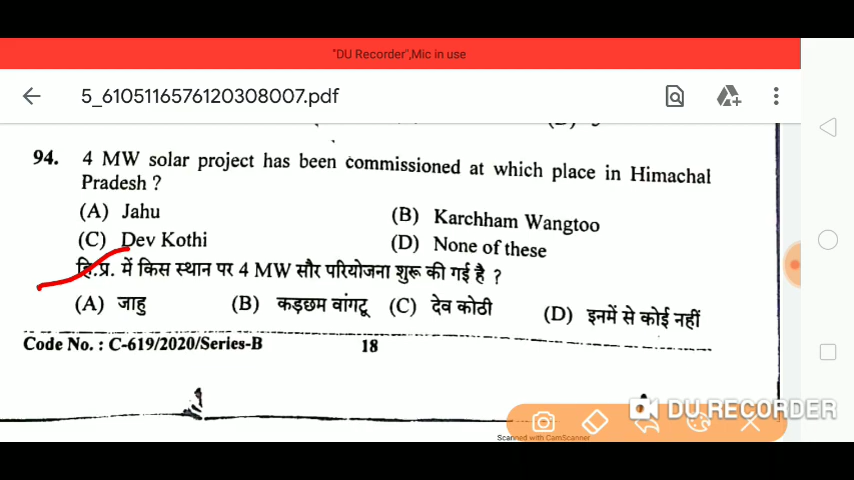 "DU Recorder",Mic in use
5_6105116576120308007.pdf
94. 4 MW solar project has been commissioned at which place in Himachal
Pradesh ?
(A) Jahu
(B) Karchham Wangtoo
(C) Dev Kothi
(D) None of these
हि.प्र. में किस स्थान पर 4 MW सौर परियोजना शुरू की गई है ?
(A) जाहु (B) कड़छम वांगटू (C) देव कोठी (D) इनमें से कोई नहीं
Code No. : C-619/2020/Series-B 18
DU RECORDER
Scanned with CamScanner